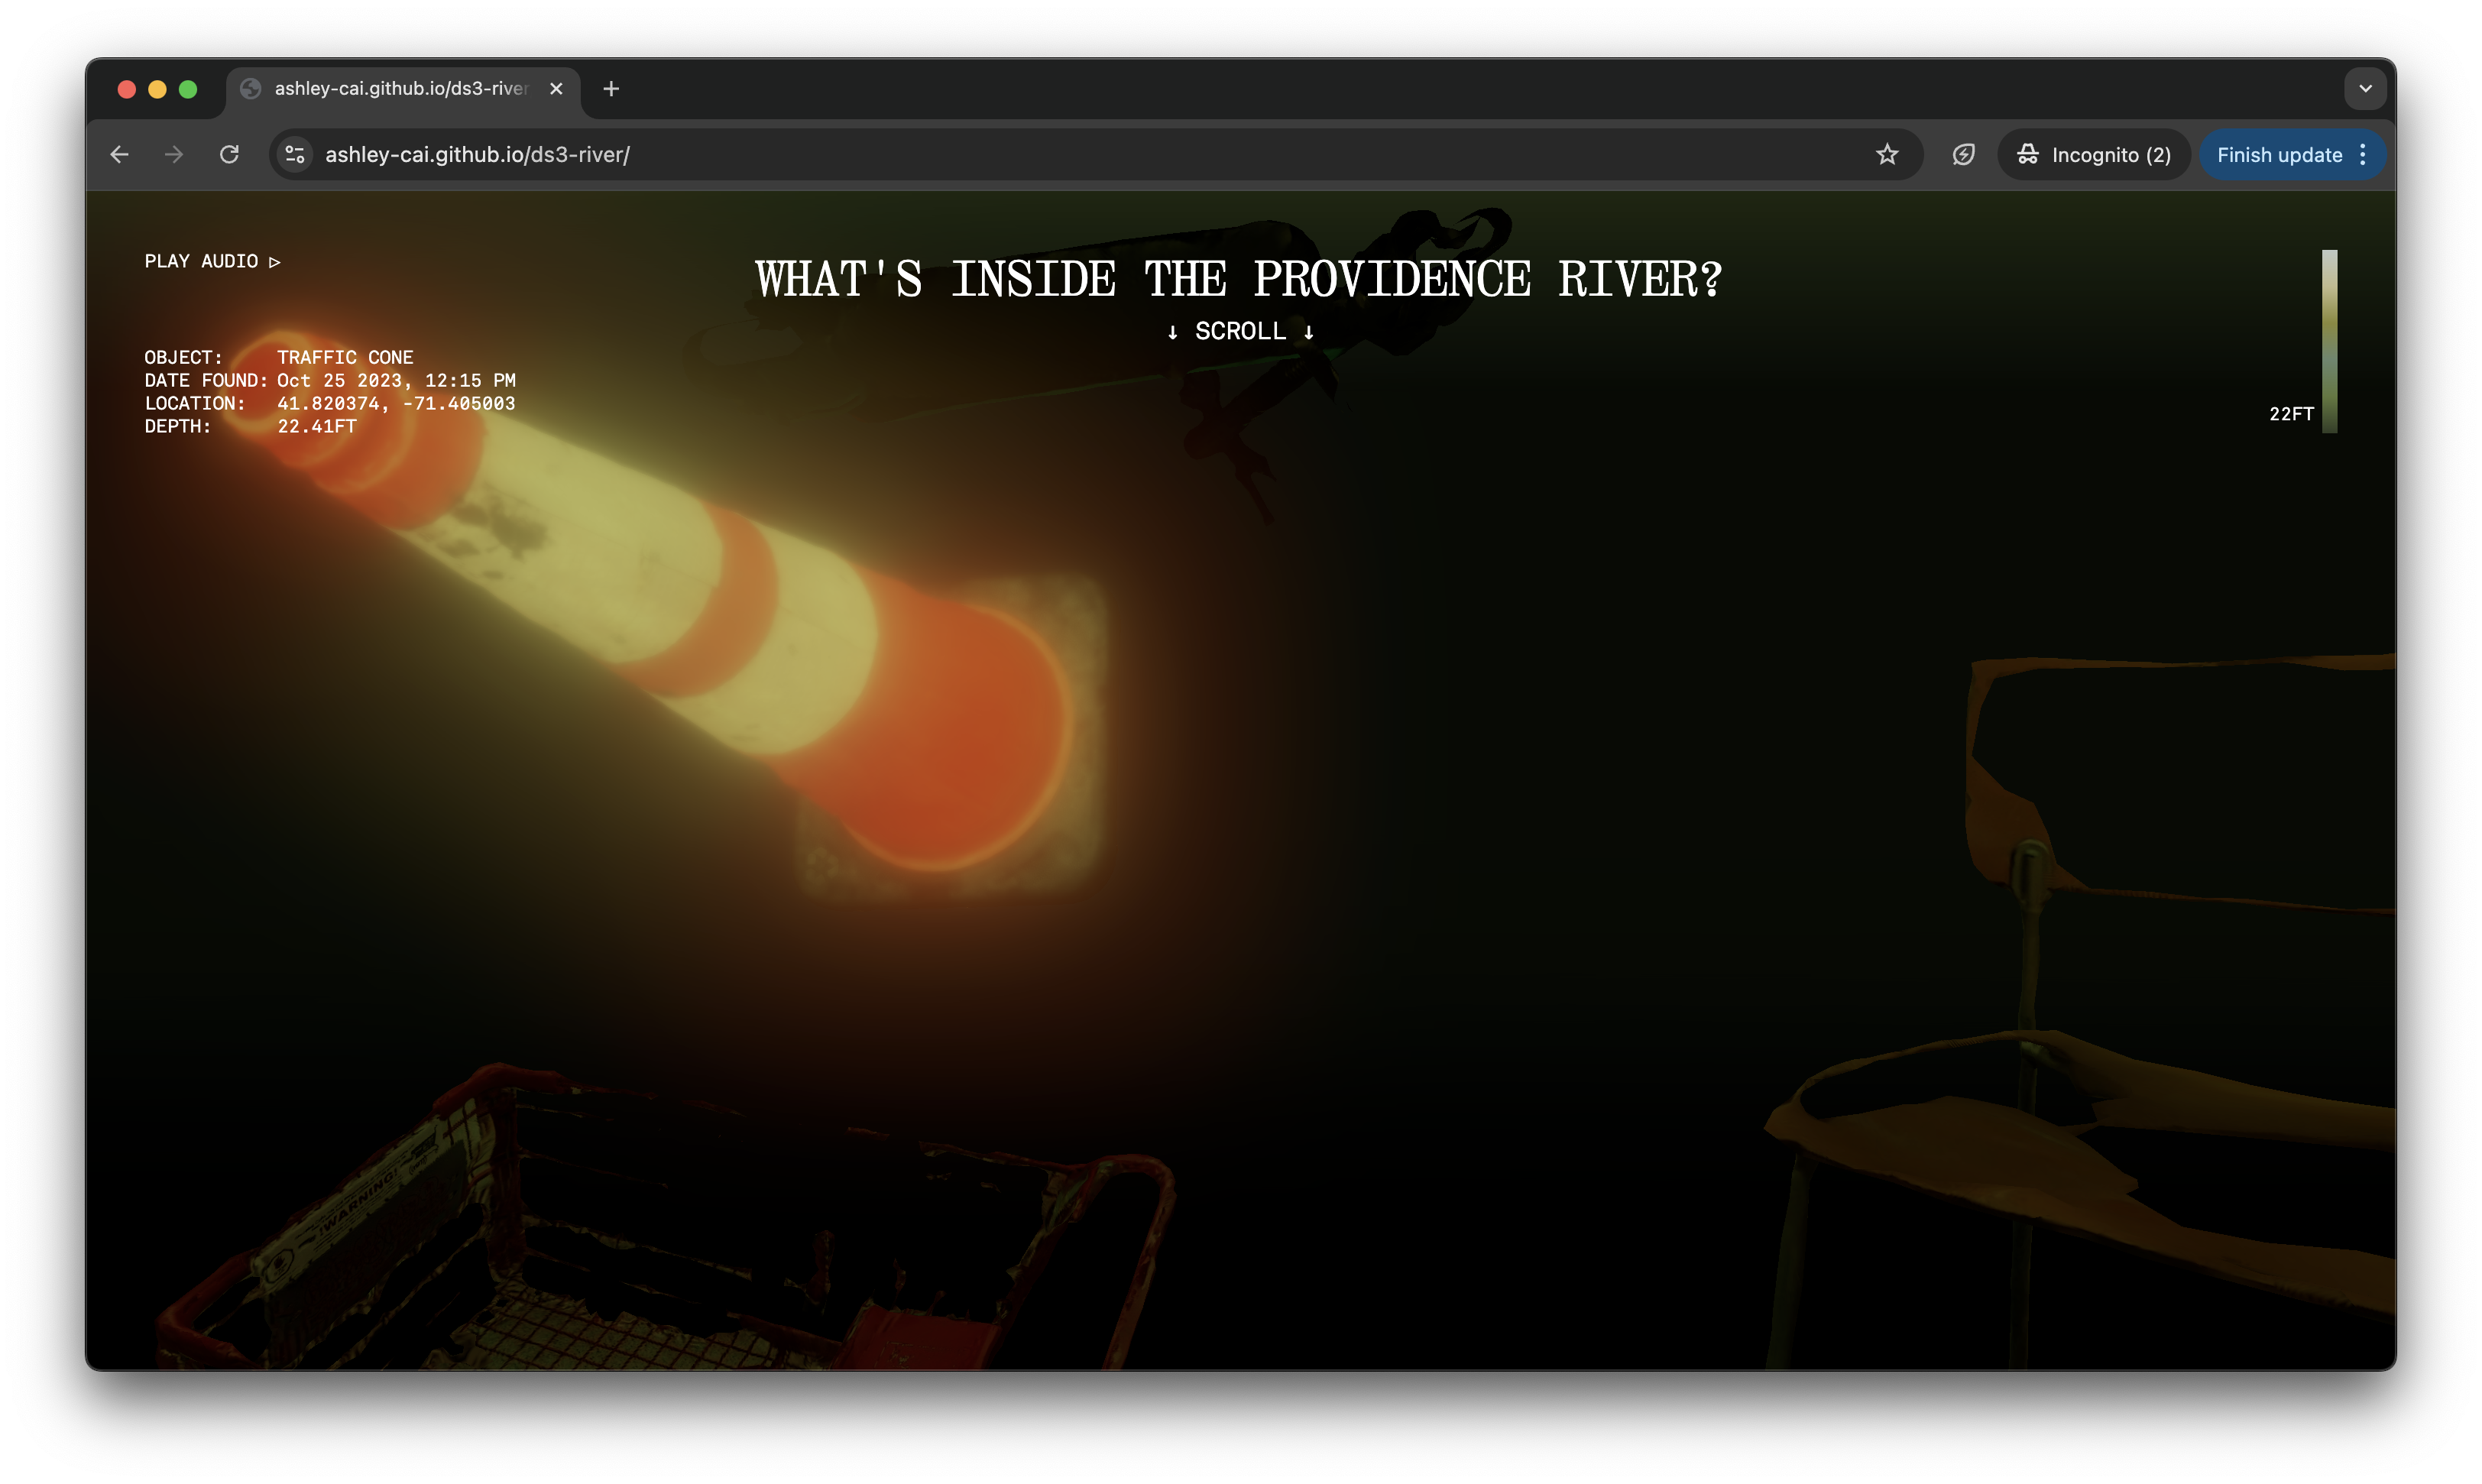 ashley-cai.github.io/ds3-river
ashley-cai.github.io/ds3-river/
Incognito (2)
Finish update
PLAY AUDIO ▷
WHAT'S INSIDE THE PROVIDENCE RIVER?
↓ SCROLL ↓
OBJECT: TRAFFIC CONE
DATE FOUND: Oct 25 2023, 12:15 PM
LOCATION: 41.820374, -71.405003
DEPTH: 22.41FT
22FT
!WARNING!